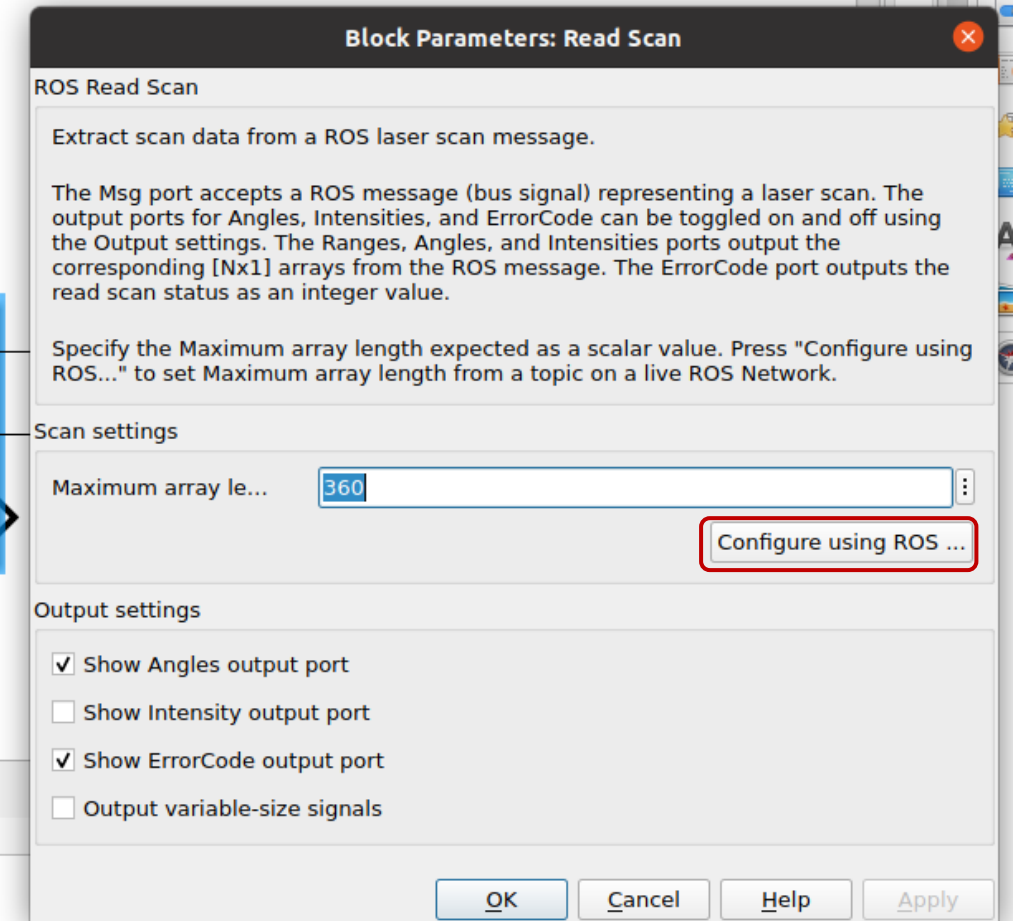 Block Parameters: Read Scan
ROS Read Scan
Extract scan data from a ROS laser scan message.
The Msg port accepts a ROS message (bus signal) representing a laser scan. The
output ports for Angles, Intensities, and ErrorCode can be toggled on and off using
the Output settings. The Ranges, Angles, and Intensities ports output the
corresponding [Nx1] arrays from the ROS message. The ErrorCode port outputs the
read scan status as an integer value.
Specify the Maximum array length expected as a scalar value. Press "Configure using
ROS..." to set Maximum array length from a topic on a live ROS Network.
Scan settings
Maximum array le... 360
Configure using ROS ...
Output settings
Show Angles output port
Show Intensity output port
Show ErrorCode output port
Output variable-size signals
OK Cancel Help Apply